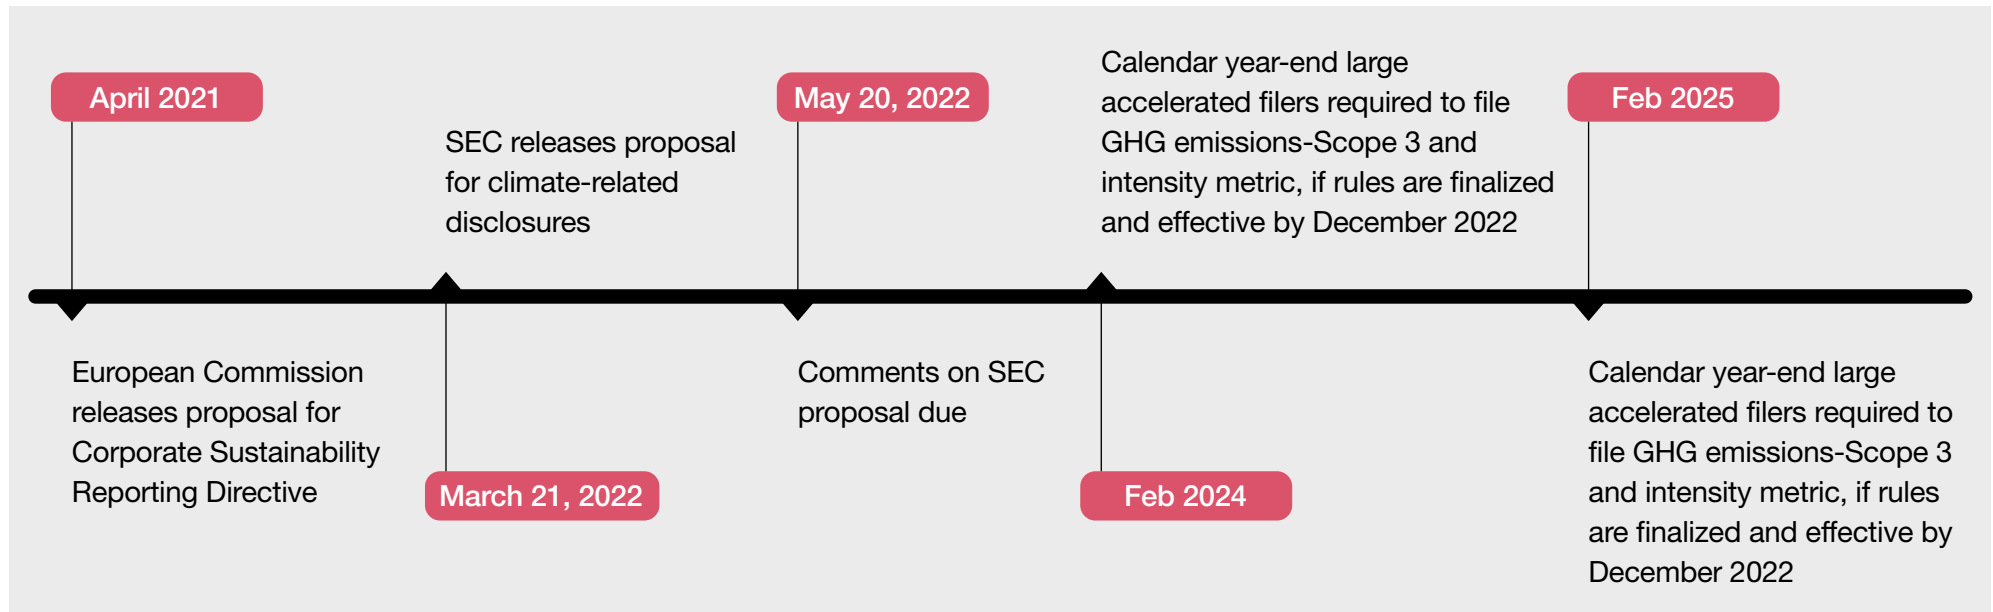 April 2021
European Commission
releases proposal for
Corporate Sustainability
Reporting Directive
SEC releases proposal
for climate-related
disclosures
March 21, 2022
May 20, 2022
Comments on SEC
proposal due
Calendar year-end large
accelerated filers required to file
GHG emissions-Scope 3 and
intensity metric, if rules are finalized
and effective by December 2022
Feb 2024
Feb 2025
Calendar year-end large
accelerated filers required to
file GHG emissions-Scope 3
and intensity metric, if rules
are finalized and effective by
December 2022